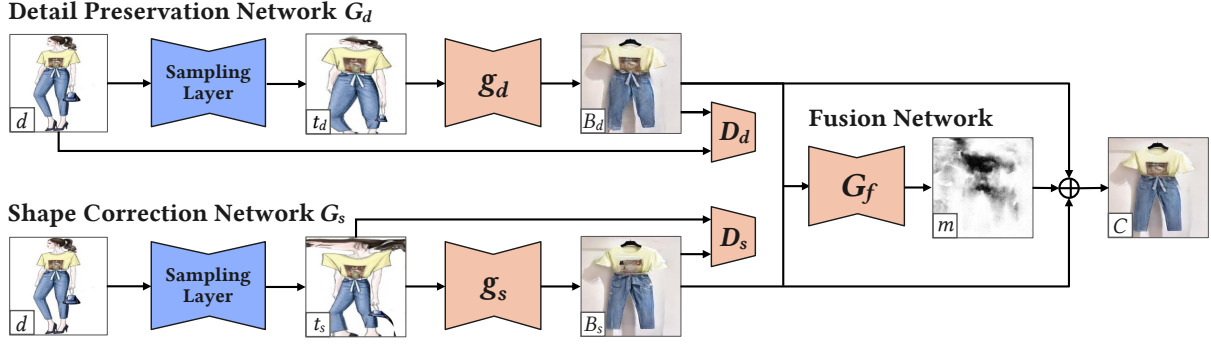 Detail Preservation Network G_d
d
Sampling
Layer
t_d
g_d
B_d
D_d
Fusion Network
G_f
m
C
Shape Correction Network G_s
d
Sampling
Layer
t_s
g_s
B_s
D_s